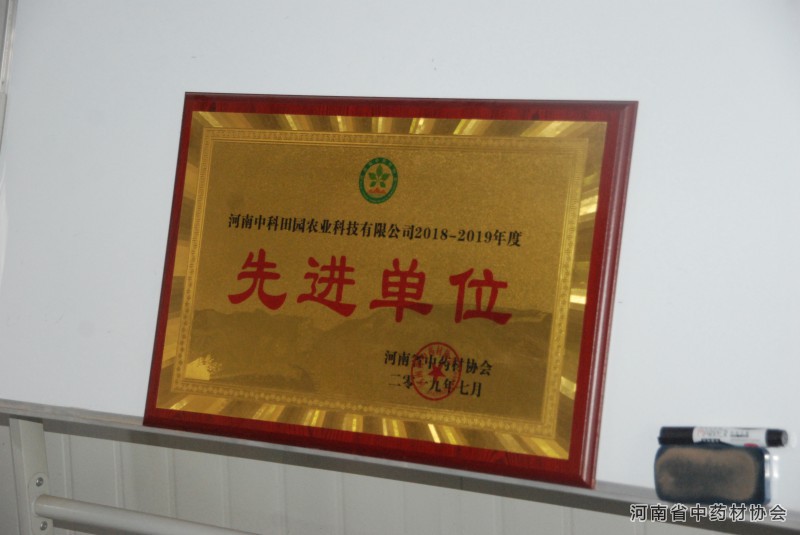 河南中科田园农业科技有限公司2018-2019年度
先进单位
河南省中药材协会
二零一九年七月
河南省中药材协会